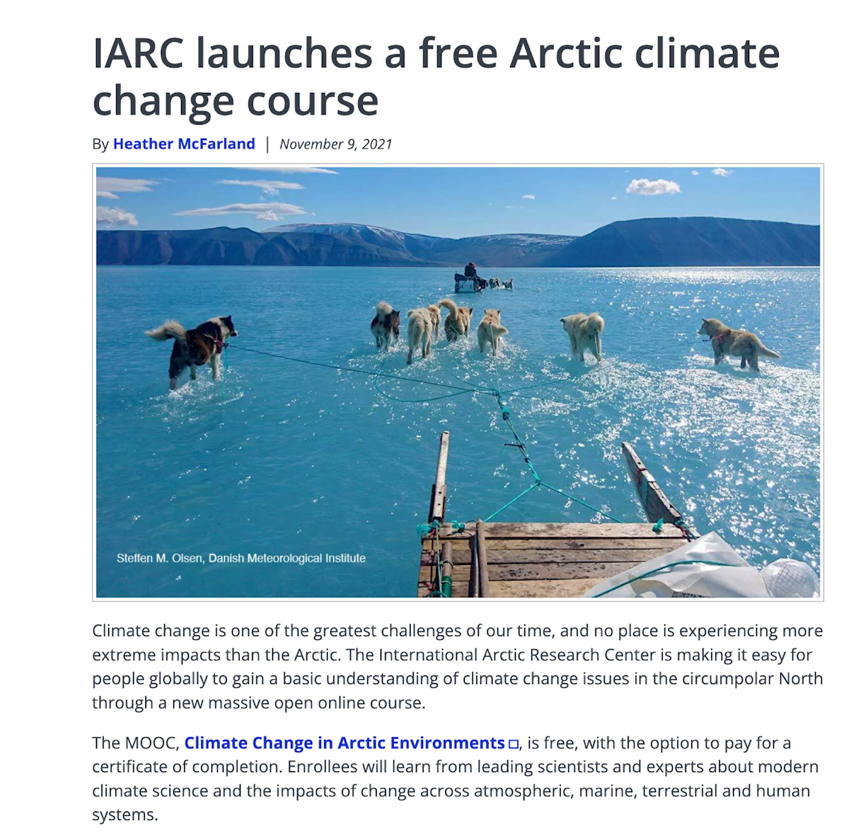 IARC launches a free Arctic climate
change course
By Heather McFarland | November 9, 2021
Steffen M. Olsen, Danish Meteorological Institute
Climate change is one of the greatest challenges of our time, and no place is experiencing more
extreme impacts than the Arctic. The International Arctic Research Center is making it easy for
people globally to gain a basic understanding of climate change issues in the circumpolar North
through a new massive open online course.
The MOOC, Climate Change in Arctic Environments, is free, with the option to pay for a
certificate of completion. Enrollees will learn from leading scientists and experts about modern
climate science and the impacts of change across atmospheric, marine, terrestrial and human
systems.